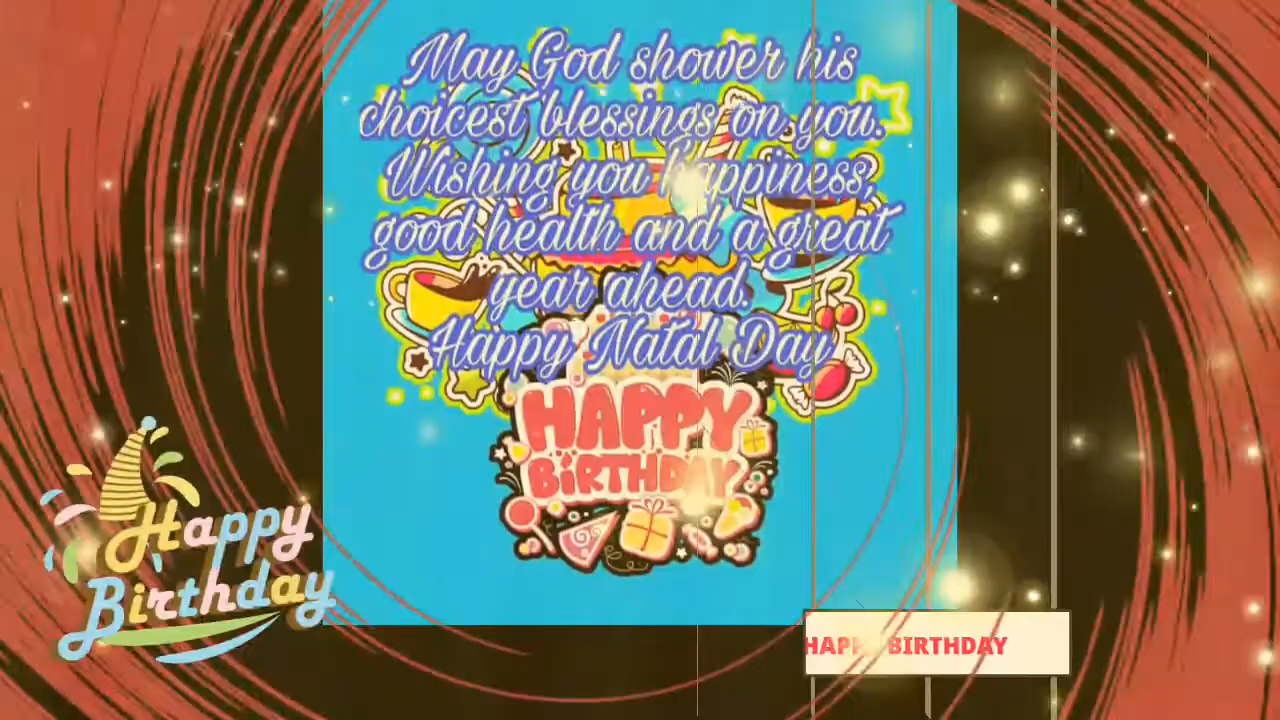 May God shower his
choicest blessings on you.
Wishing you happiness,
good health and a great
year ahead.
Happy Natal Day
HAPPY
BIRTHDAY
Happy
Birthday
HAPPY BIRTHDAY